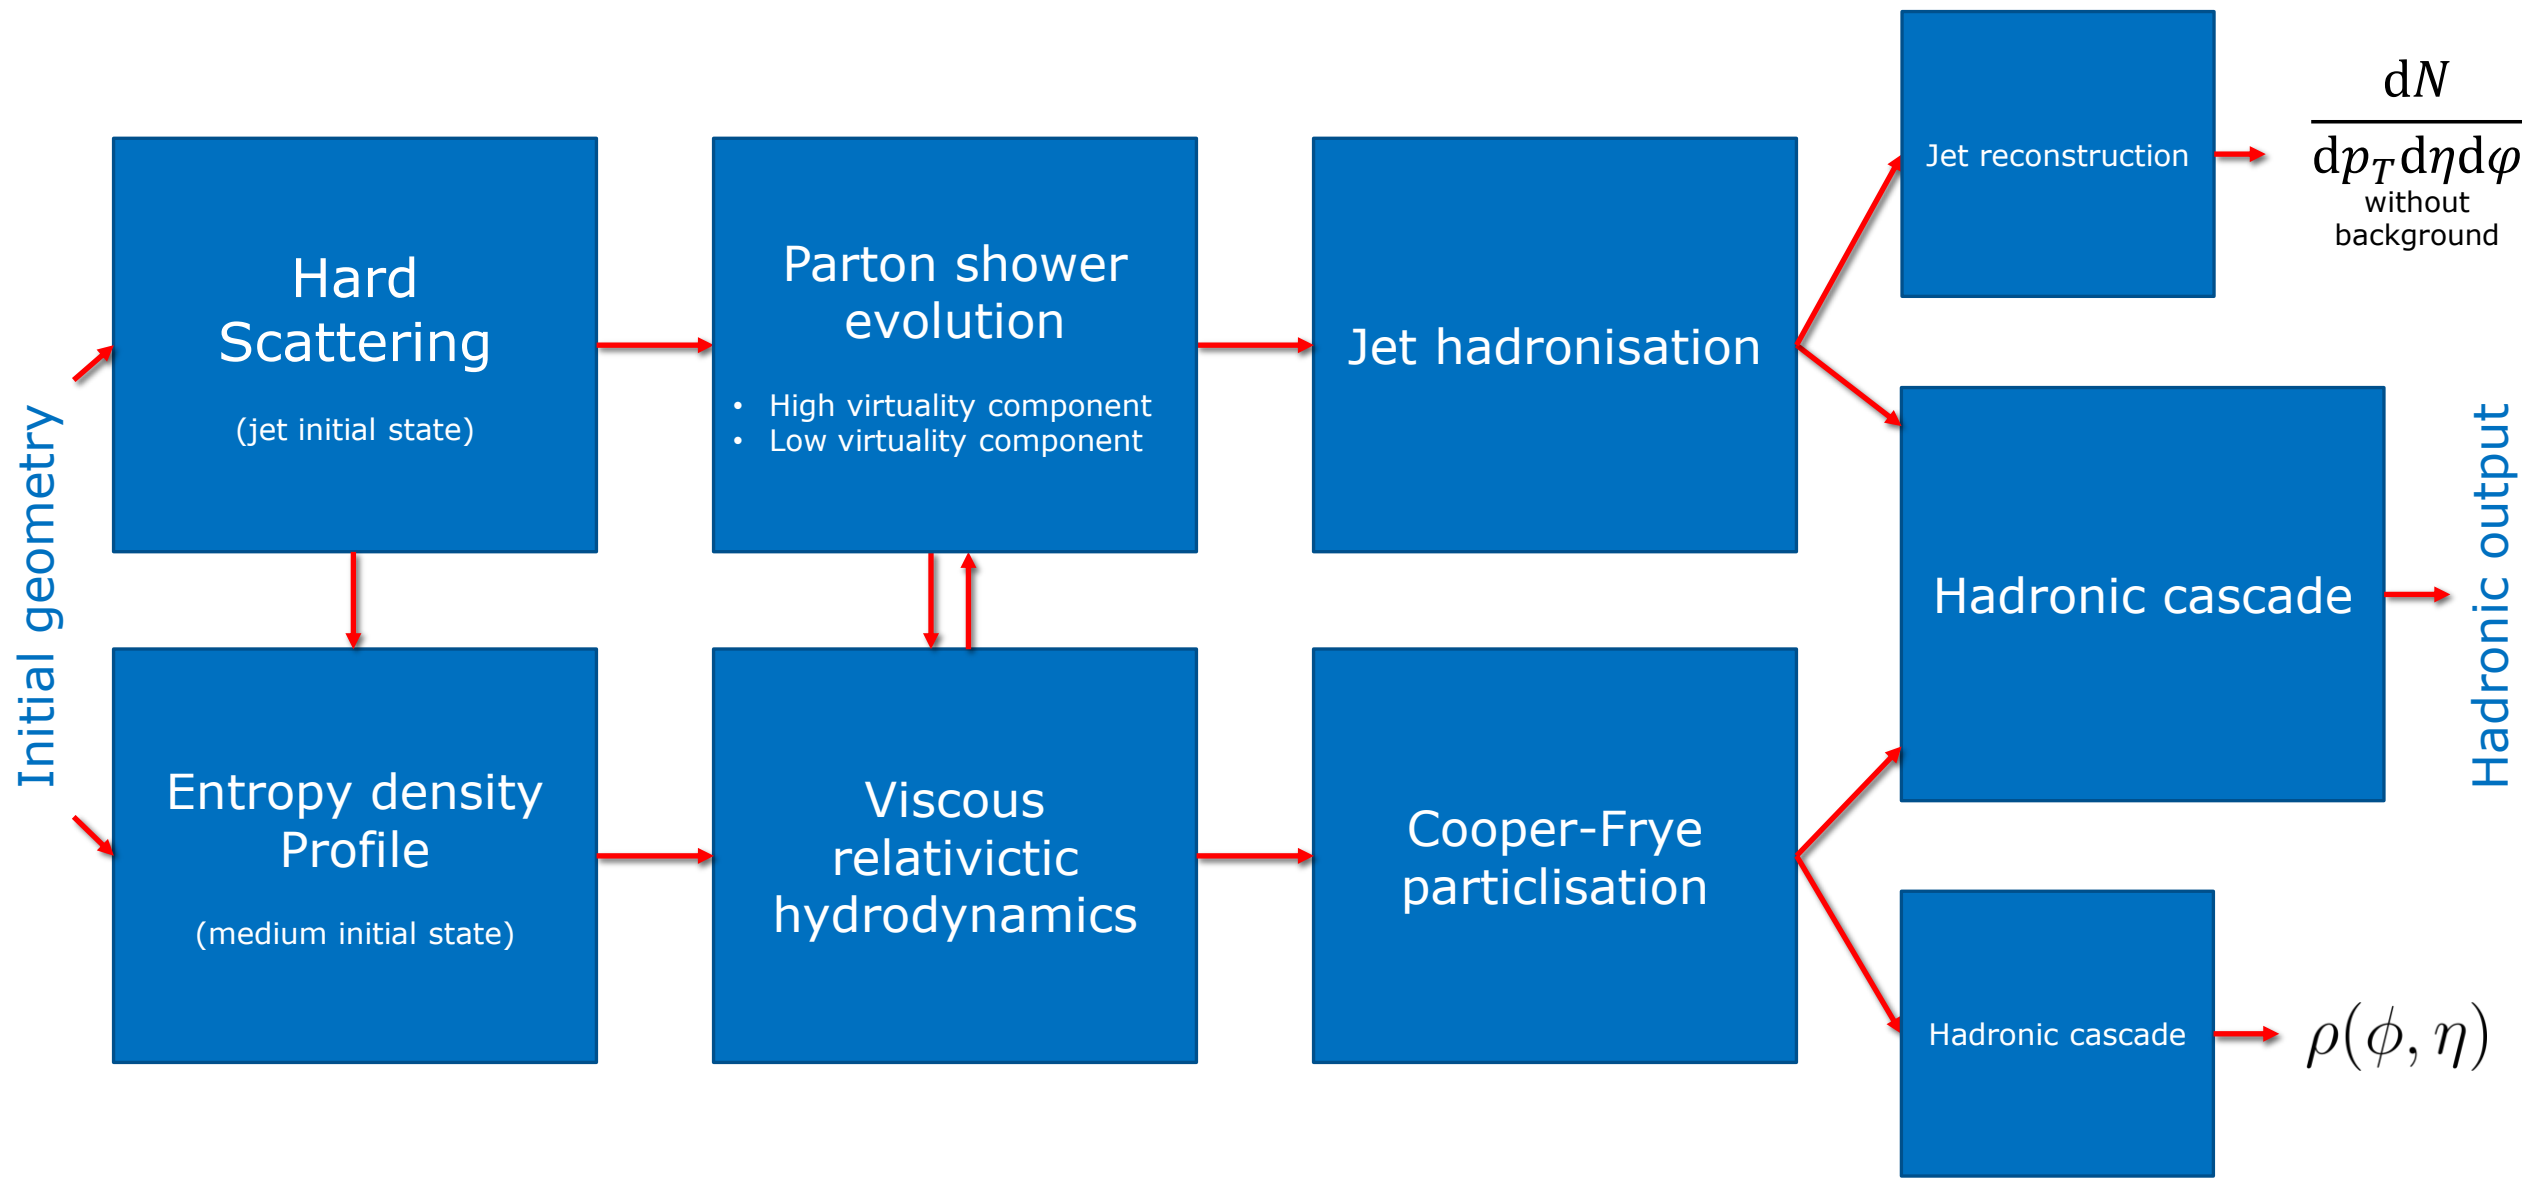 Initial geometry
Hard
Scattering
(jet initial state)
Entropy density
Profile
(medium initial state)
Parton shower
evolution
• High virtuality component
• Low virtuality component
Viscous
relativictic
hydrodynamics
Jet hadronisation
Cooper-Frye
particlisation
Jet reconstruction
dN
dp_T dηdφ
without
background
Hadronic cascade
Hadronic output
Hadronic cascade
ρ(ϕ, η)